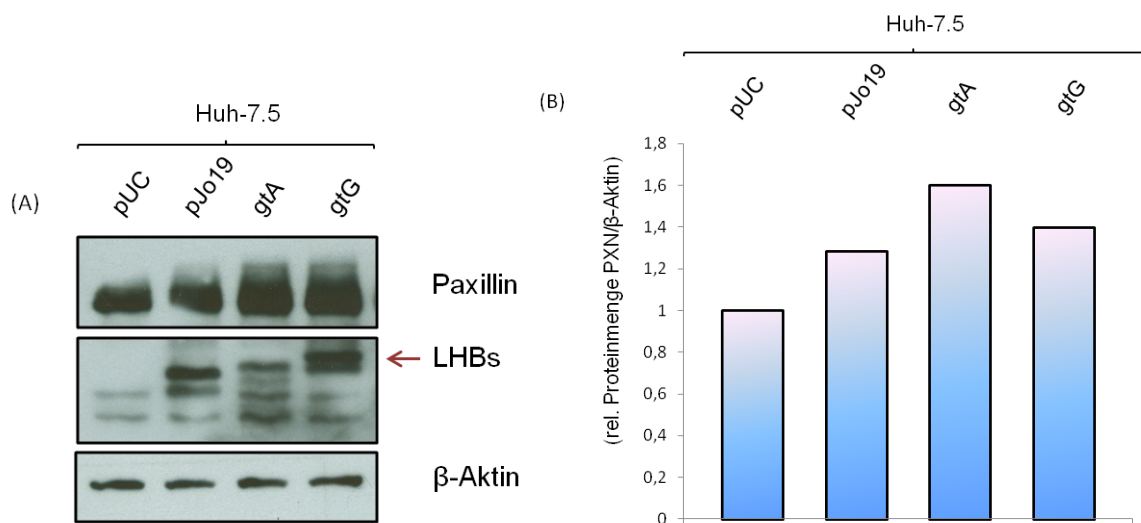 (A)
Huh-7.5
pUC
pJo19
gtA
gtG
Paxillin
LHBs
β-Aktin
(B)
Huh-7.5
pUC
pJo19
gtA
gtG
(rel. Proteinmenge PXN/β-Aktin)
1,8
1,6
1,4
1,2
1
0,8
0,6
0,4
0,2
0